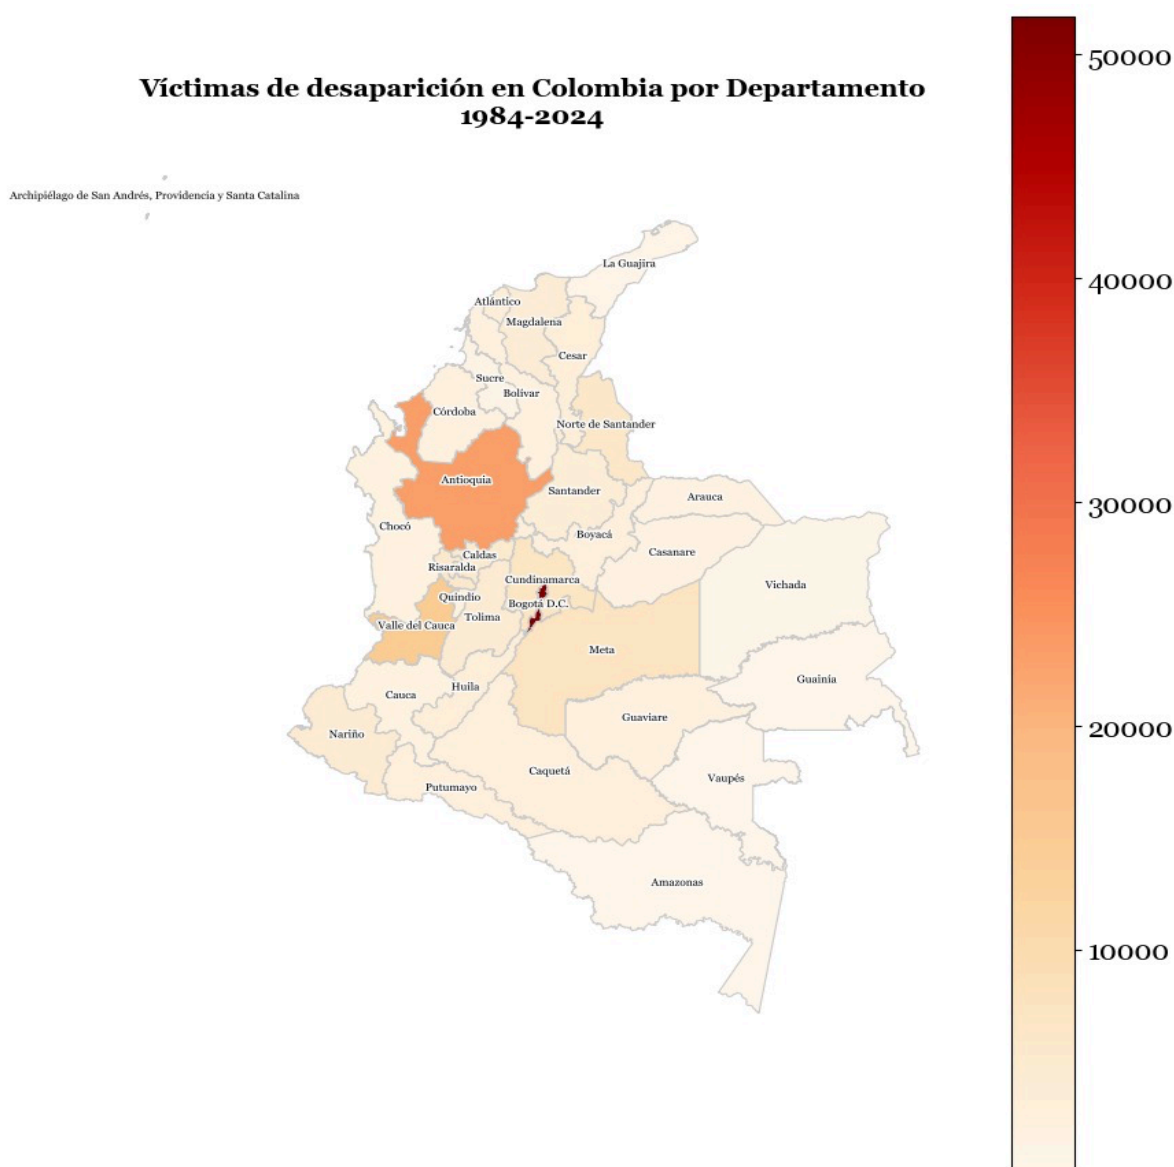 Víctimas de desaparición en Colombia por Departamento
1984-2024
50000
40000
30000
20000
10000
Archipiélago de San Andrés, Providencia y Santa Catalina
La Guajira
Atlántico
Magdalena
Cesar
Sucre
Bolívar
Córdoba
Norte de Santander
Antioquia
Santander
Arauca
Chocó
Boyacá
Casanare
Caldas
Risaralda
Cundinamarca
Vichada
Quindío
Bogotá D.C.
Tolima
Valle del Cauca
Meta
Guainía
Huila
Cauca
Guaviare
Nariño
Caquetá
Vaupés
Putumayo
Amazonas